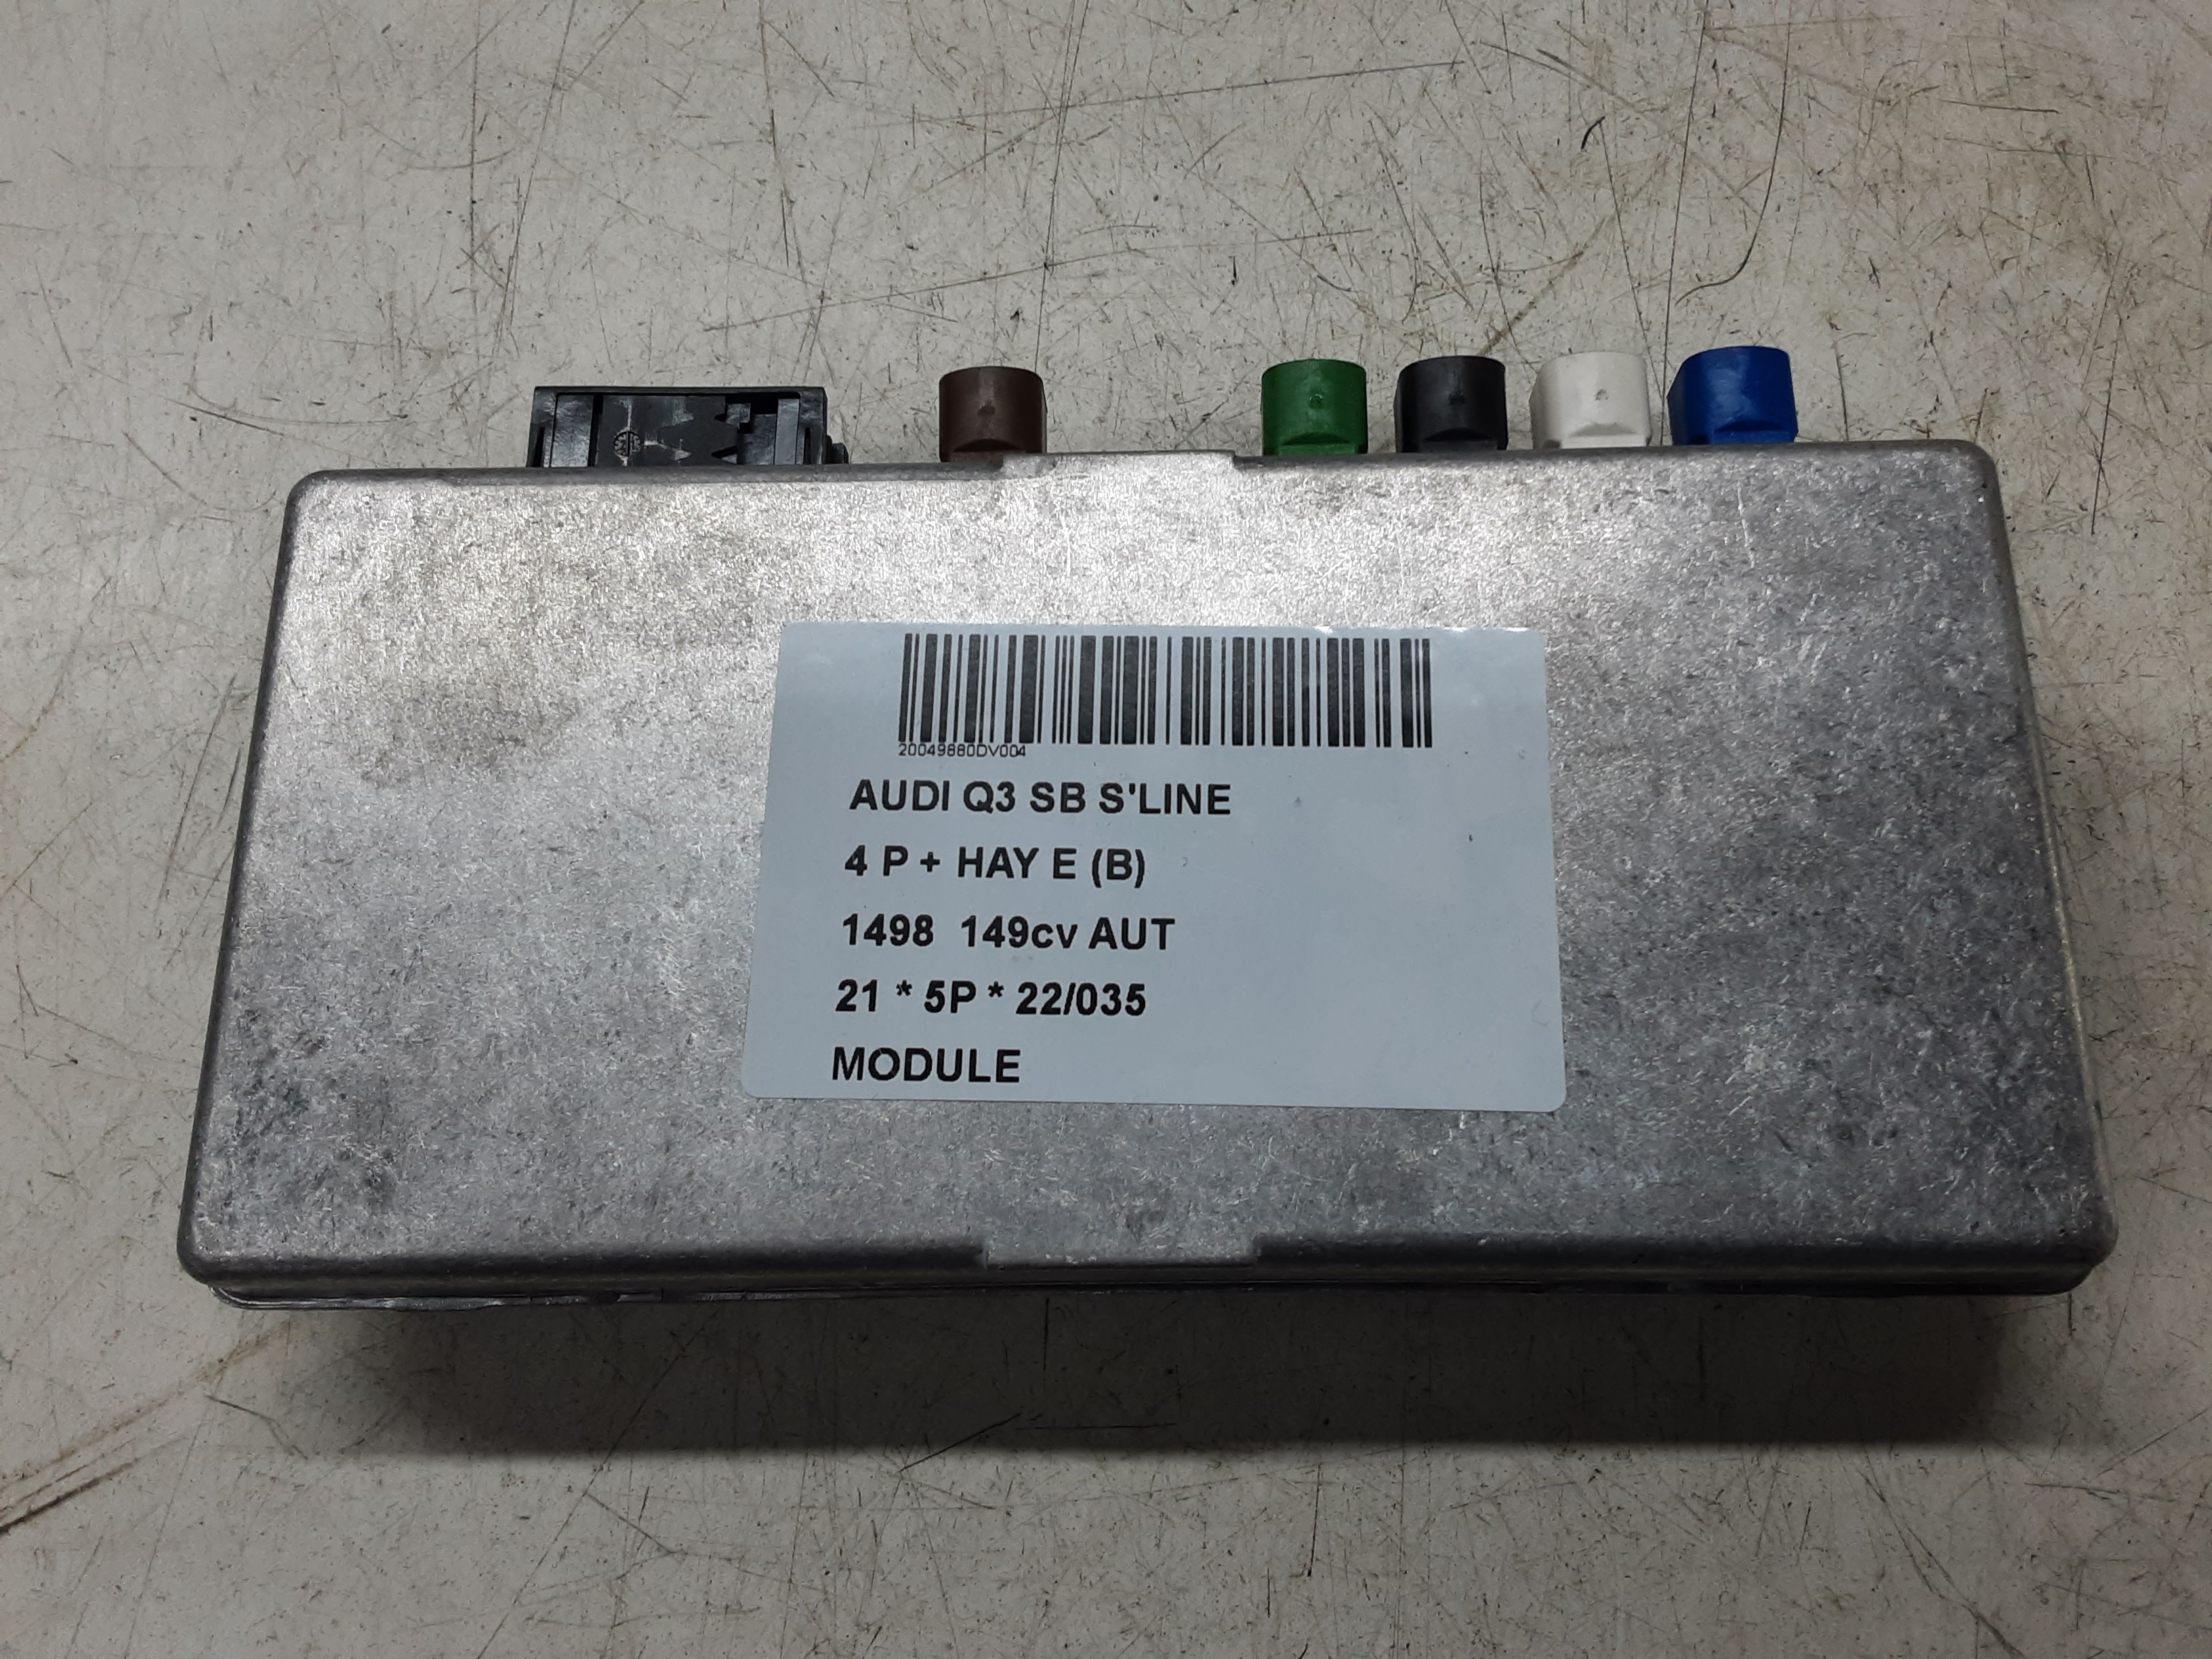 20049880DV004
AUDI Q3 SB S'LINE
4 P + HAY E (B)
1498 149cv AUT
21 * 5P * 22/035
MODULE